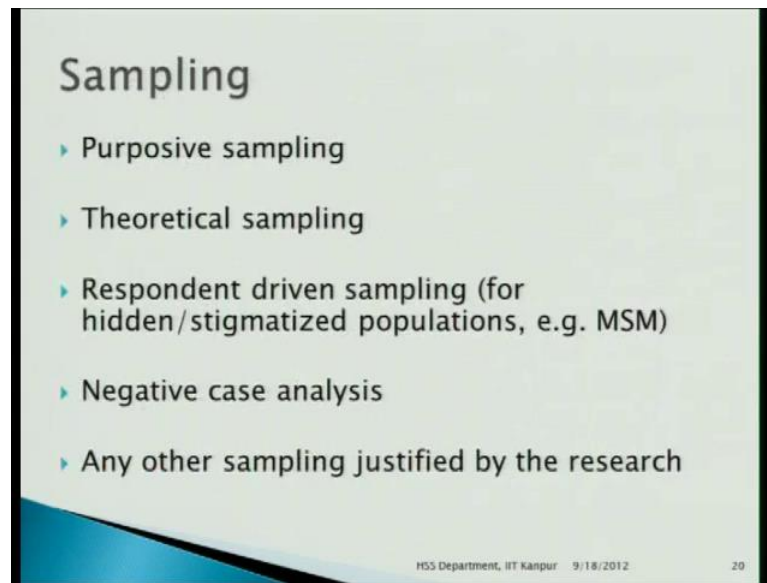 Sampling
Purposive sampling
Theoretical sampling
Respondent driven sampling (for
hidden/stigmatized populations, e.g. MSM)
Negative case analysis
Any other sampling justified by the research
HSS Department, IIT Kanpur 9/18/2012 20